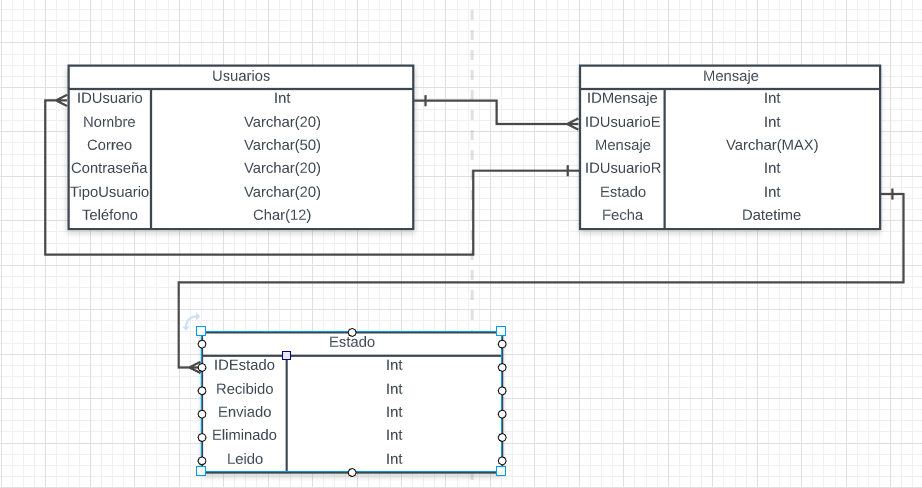 Usuarios
IDUsuario Int
Nombre Varchar(20)
Correo Varchar(50)
Contraseña Varchar(20)
TipoUsuario Varchar(20)
Teléfono Char(12)
Mensaje
IDMensaje Int
IDUsuarioE Int
Mensaje Varchar(MAX)
IDUsuarioR Int
Estado Int
Fecha Datetime
Estado
IDEstado Int
Recibido Int
Enviado Int
Eliminado Int
Leido Int